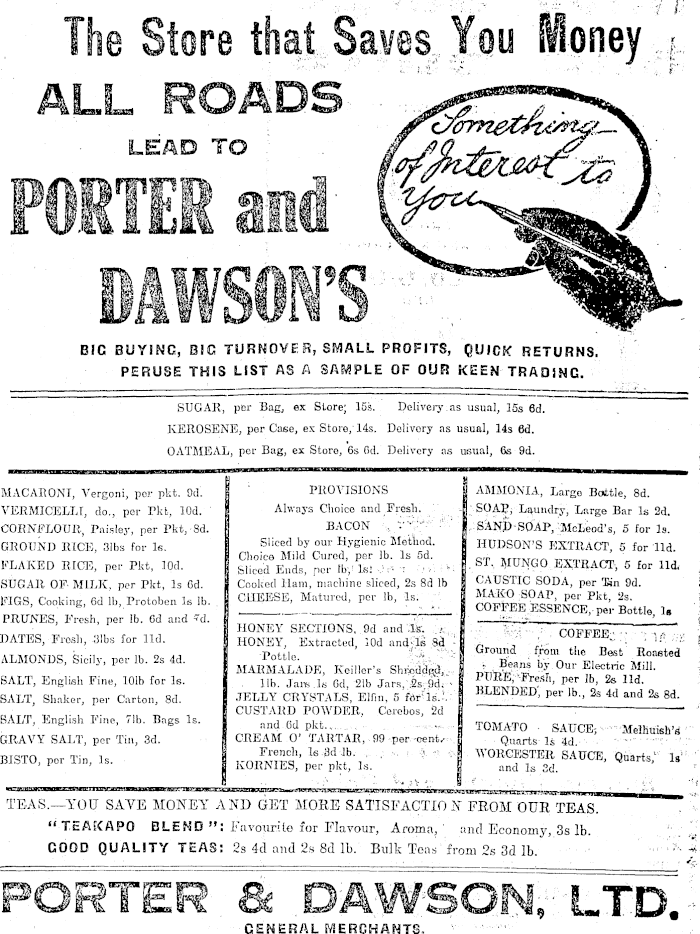 The Store that Saves You Money
ALL ROADS
LEAD TO
PORTER and
DAWSON'S
Something
of Interest to
You
BIG BUYING, BIG TURNOVER, SMALL PROFITS, QUICK RETURNS.
PERUSE THIS LIST AS A SAMPLE OF OUR KEEN TRADING.
SUGAR, per Bag, ex Store, 15s. Delivery as usual, 15s 6d.
KEROSENE, per Case, ex Store, 14s. Delivery as usual, 14s 6d.
OATMEAL, per Bag, ex Store, 6s 6d. Delivery as usual, 6s 9d.
MACARONI, Vergoni, per pkt. 9d.
VERMICELLI, do., per Pkt, 10d.
CORNFLOUR, Paisley, per Pkt, 8d.
GROUND RICE, 3lbs for 1s.
FLAKED RICE, per Pkt, 10d.
SUGAR OF MILK, per Pkt, 1s 6d.
FIGS, Cooking, 6d lb, Protoben 1s lb.
PRUNES, Fresh, per lb. 6d and 7d.
DATES, Fresh, 3lbs for 11d.
ALMONDS, Sicily, per lb. 2s 4d.
SALT, English Fine, 10lb for 1s.
SALT, Shaker, per Carton, 8d.
SALT, English Fine, 7lb. Bags 1s.
GRAVY SALT, per Tin, 3d.
BISTO, per Tin, 1s.
PROVISIONS
Always Choice and Fresh.
BACON
Sliced by our Hygienic Method.
Choice Mild Cured, per lb. 1s 5d.
Sliced Ends, per lb, 1s.
Cooked Ham, machine sliced, 2s 8d lb
CHEESE, Matured, per lb, 1s.
HONEY SECTIONS, 9d and 1s.
HONEY, Extracted, 10d and 1s 8d
Pottle.
MARMALADE, Keiller's Shredded,
1lb. Jars 1s 6d, 2lb Jars, 2s 9d.
JELLY CRYSTALS, Elfin, 5 for 1s.
CUSTARD POWDER, Cerebos, 2d
and 6d pkt.
CREAM O' TARTAR, 99 per cent.
French, 1s 3d lb.
KORNIES, per pkt, 1s.
AMMONIA, Large Bottle, 8d.
SOAP, Laundry, Large Bar 1s 2d.
SAND SOAP, McLeod's, 5 for 1s.
HUDSON'S EXTRACT, 5 for 11d.
ST. MUNGO EXTRACT, 5 for 11d.
CAUSTIC SODA, per Tin 9d.
MAKO SOAP, per Pkt, 2s.
COFFEE ESSENCE, per Bottle, 1s
COFFEE
Ground from the Best Roasted
Beans by Our Electric Mill.
PURE, Fresh, per lb, 2s 11d.
BLENDED, per lb., 2s 4d and 2s 8d.
TOMATO SAUCE, Melhuish's
Quarts 1s 4d.
WORCESTER SAUCE, Quarts, 1s
and 1s 3d.
TEAS.—YOU SAVE MONEY AND GET MORE SATISFACTION FROM OUR TEAS.
"TEAKAPO BLEND": Favourite for Flavour, Aroma, and Economy, 3s lb.
GOOD QUALITY TEAS: 2s 4d and 2s 8d lb. Bulk Teas from 2s 3d lb.
PORTER & DAWSON, LTD.
GENERAL MERCHANTS.